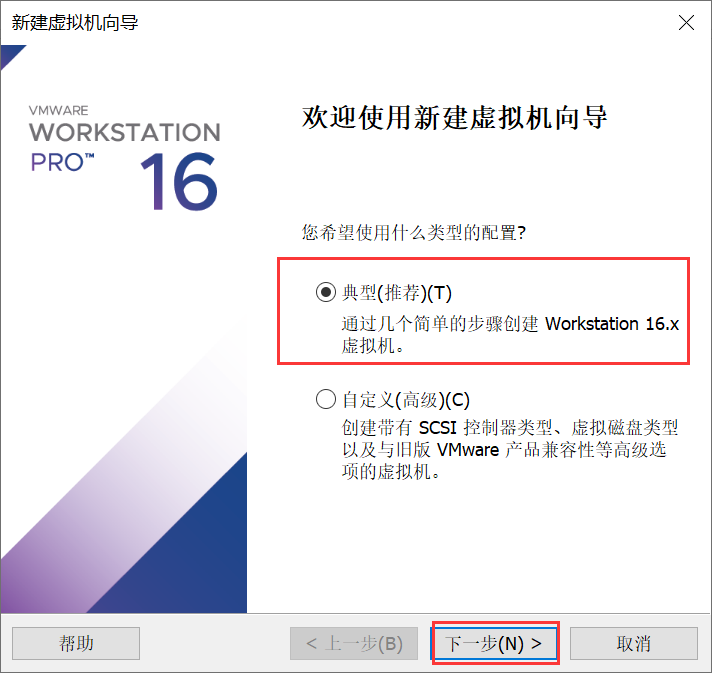 新建虚拟机向导
VMWARE
WORKSTATION
PRO™ 16
欢迎使用新建虚拟机向导
您希望使用什么类型的配置?
典型(推荐)(T)
通过几个简单的步骤创建 Workstation 16.x
虚拟机。
自定义(高级)(C)
创建带有 SCSI 控制器类型、虚拟磁盘类型
以及与旧版 VMware 产品兼容性等高级选
项的虚拟机。
帮助
< 上一步(B)
下一步(N) >
取消